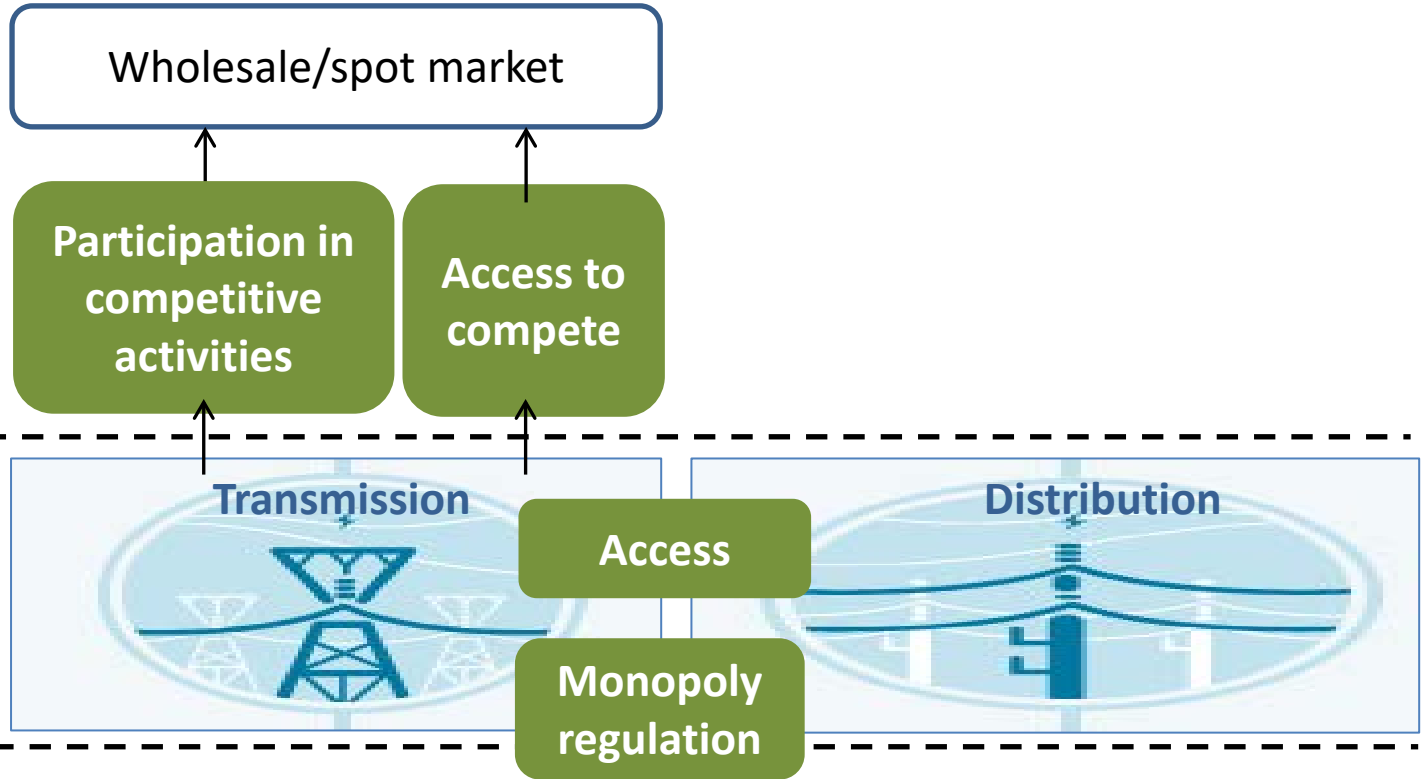 Wholesale/spot market
Participation in
competitive
activities
Access to
compete
Transmission
Distribution
Access
Monopoly
regulation